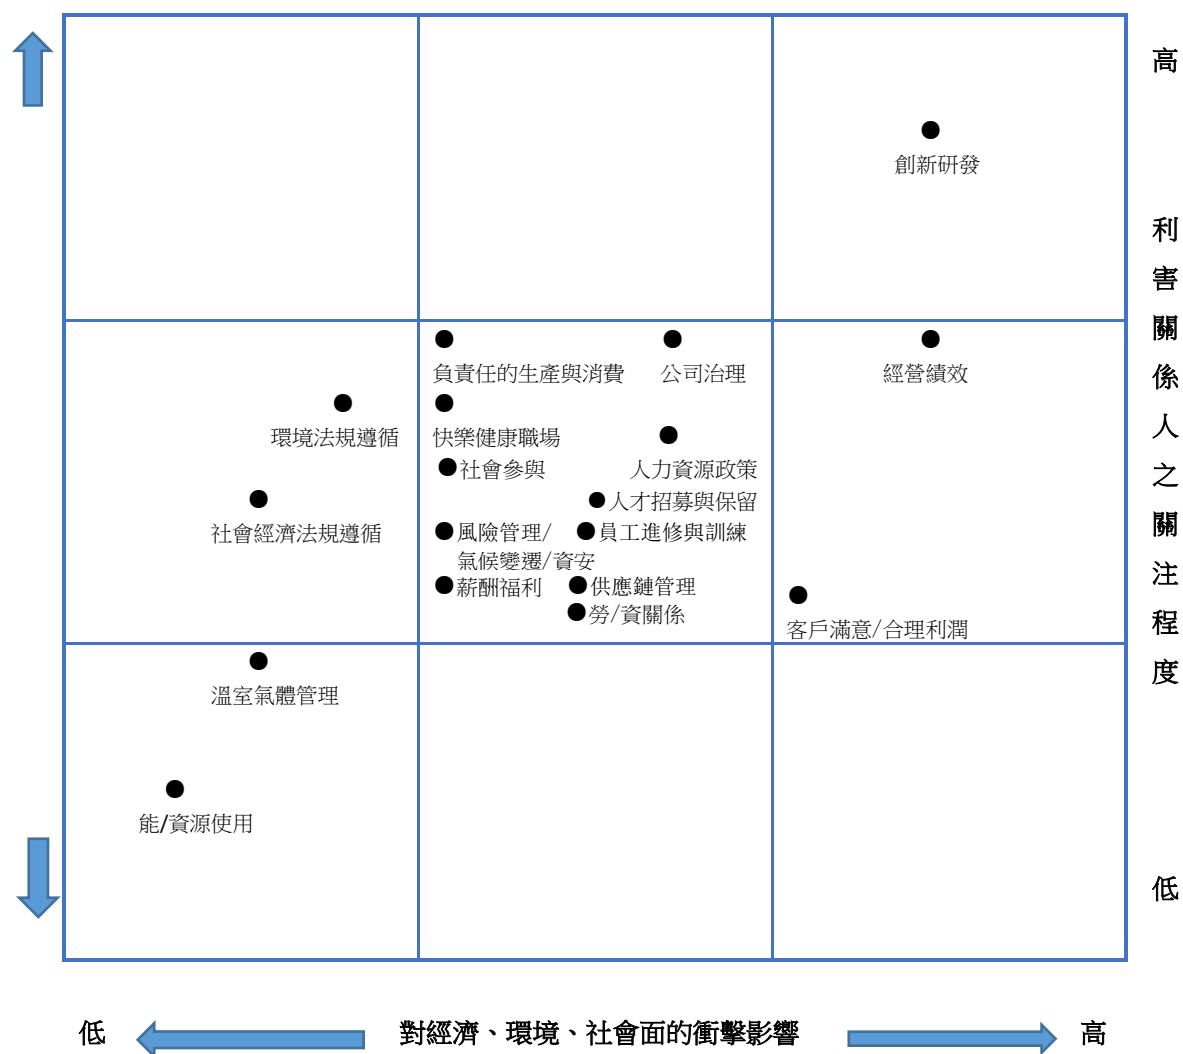 高
創新研發
利害關係人之關注程度
負責任的生產與消費
公司治理
經營績效
環境法規遵循
快樂健康職場
社會參與
人力資源政策
人才招募與保留
社會經濟法規遵循
風險管理/
氣候變遷/資安
員工進修與訓練
薪酬福利
供應鏈管理
勞/資關係
客戶滿意/合理利潤
溫室氣體管理
能/資源使用
低
低
對經濟、環境、社會面的衝擊影響
高